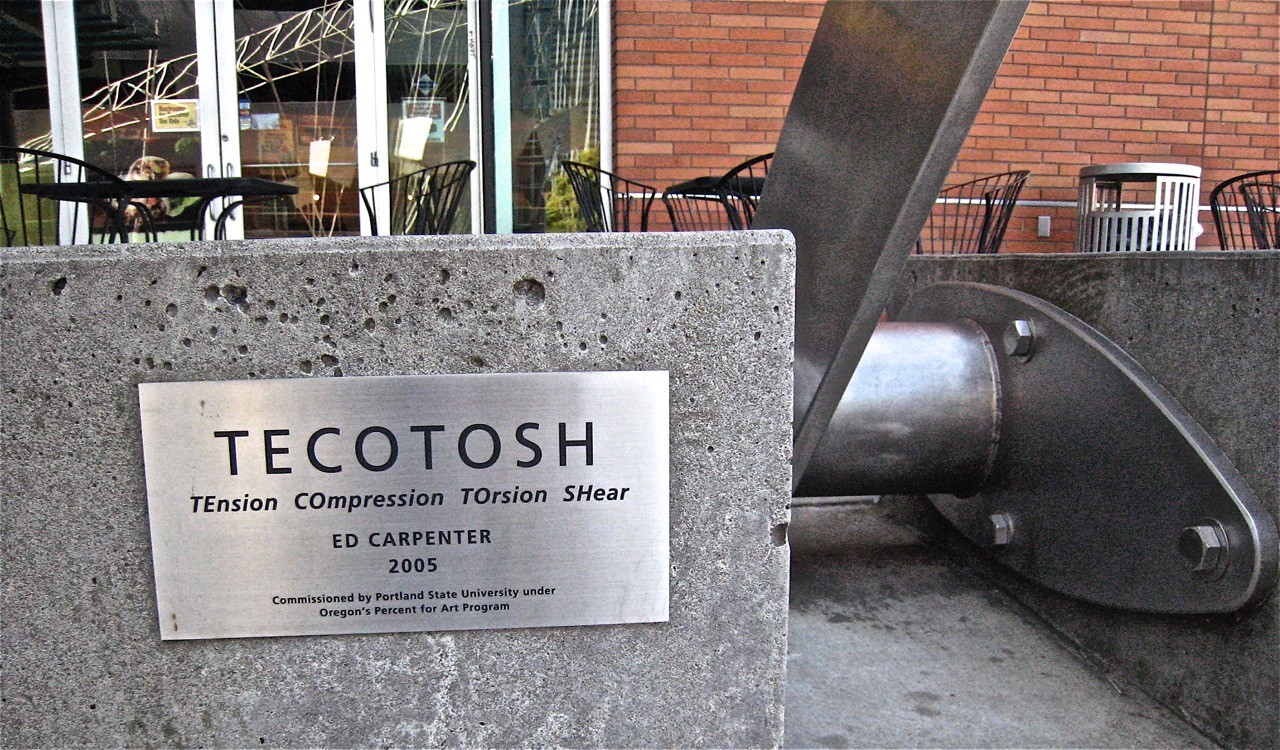 TECOTOSH
TEnsion COmpression TOrsion SHear
ED CARPENTER
2005
Commissioned by Portland State University under
Oregon's Percent for Art Program